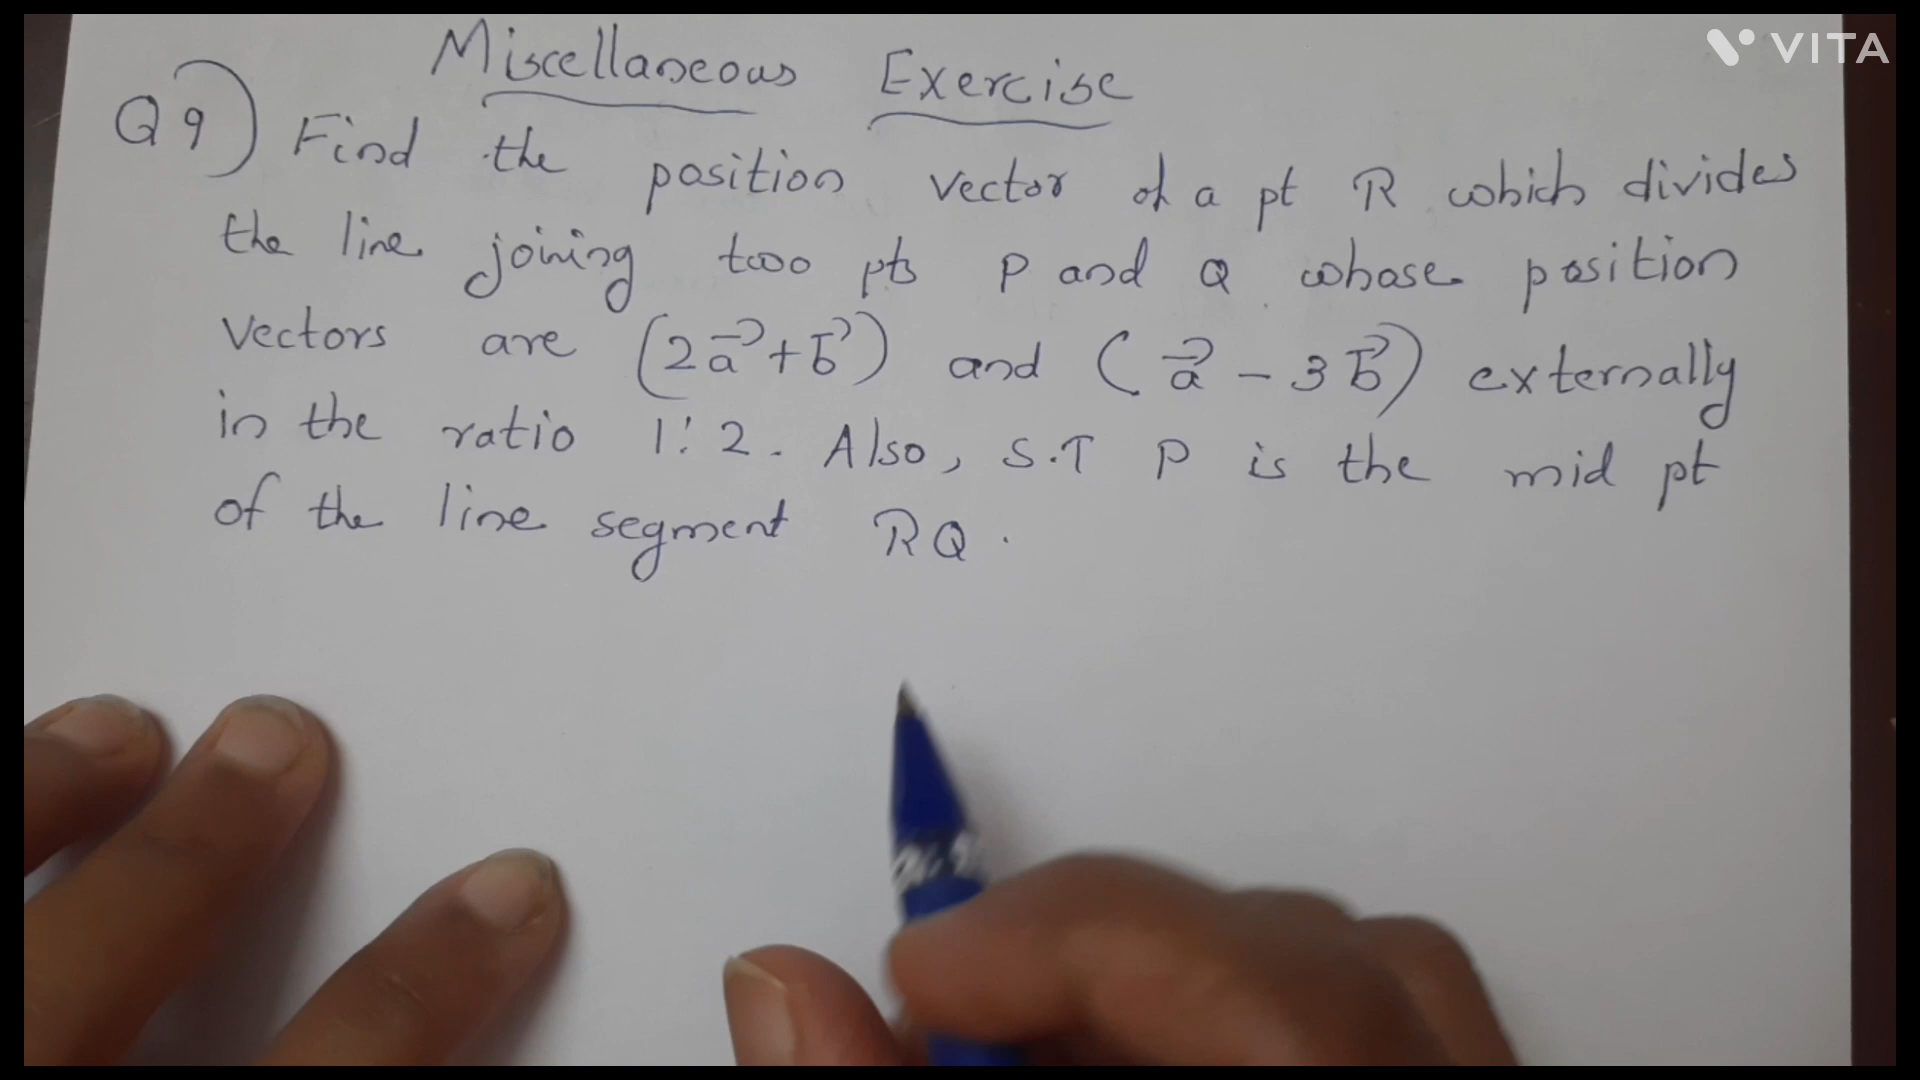 VITA
Miscellaneous Exercise
Q9) Find the position vector of a pt R which divides
the line joining two pts P and Q whose position
vectors are (2a⃗ + b⃗) and (a⃗ - 3b⃗) externally
in the ratio 1:2. Also, S.T P is the mid pt
of the line segment RQ.